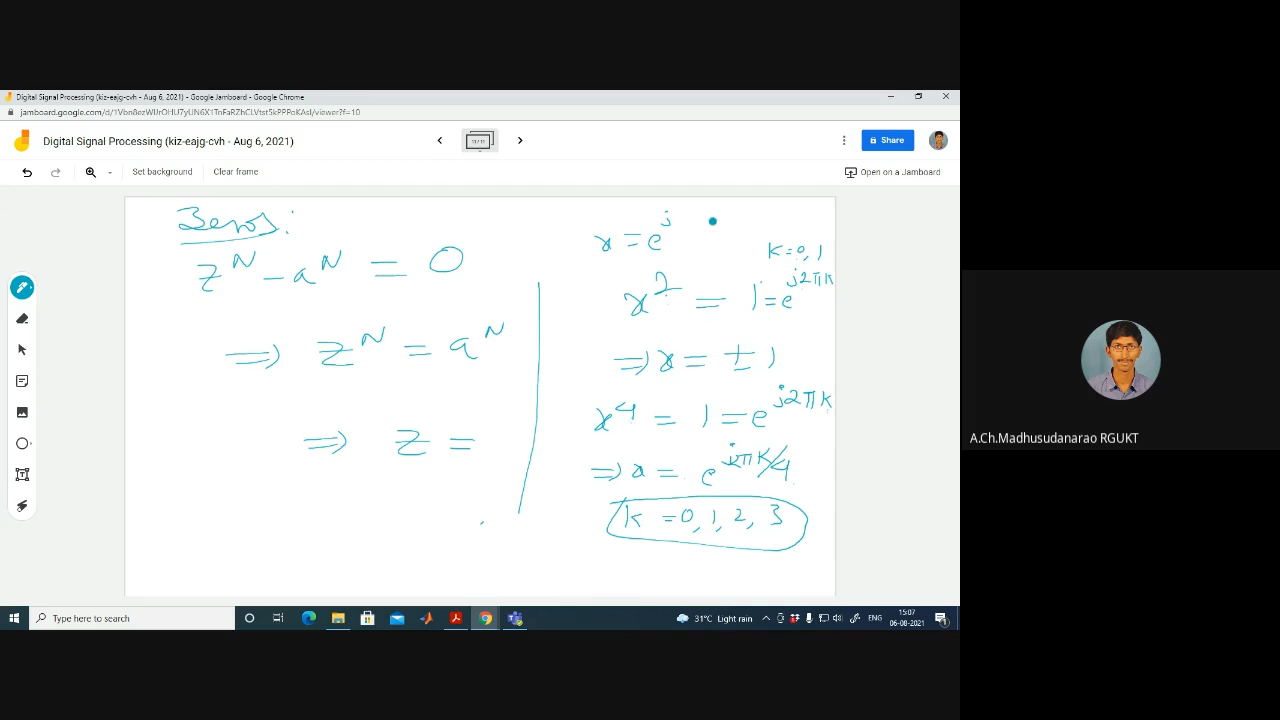 Digital Signal Processing (kiz-eajg-cvh - Aug 6, 2021) - Google Jamboard - Google Chrome
Digital Signal Processing (kiz-eajg-cvh - Aug 6, 2021)
11 / 11
Share
Set background
Clear frame
Open on a Jamboard
Zeros:
z^N - a^N = 0
⟹ z^N = a^N
⟹ z =
x = e^j
k = 0, 1
x^2 = 1 = e^{j2πk}
⟹ x = ± 1
x^4 = 1 = e^{j2πk}
k = 0, 1, 2, 3
A.Ch.Madhusudanarao RGUKT
Type here to search
31°C Light rain
ENG
15:07
06-08-2021